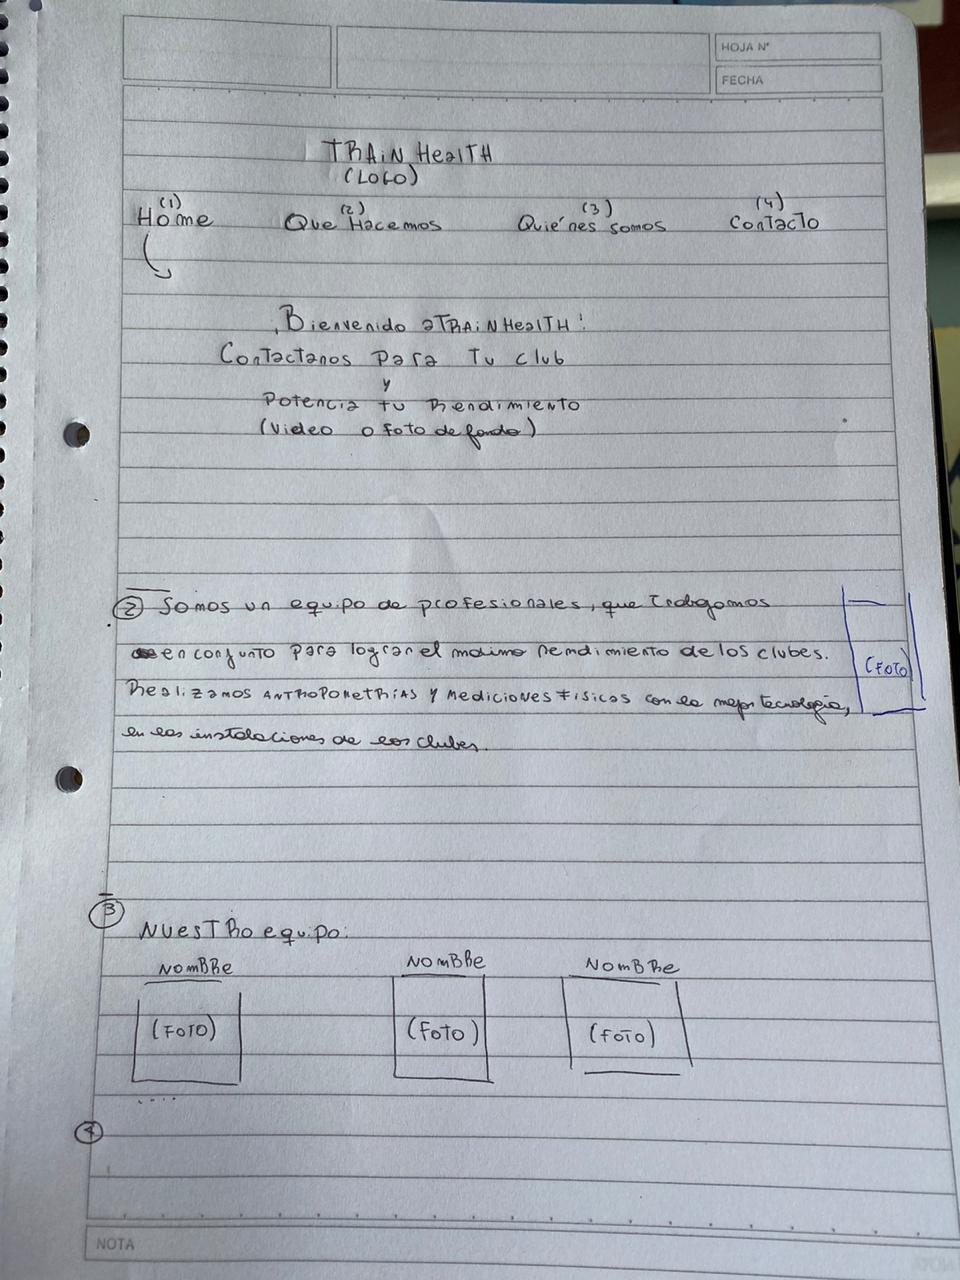 HOJA N°
FECHA
TRAIN HealTH
(LOGO)
(1) (2) (3) (4)
Home Que Hacemos Quiénes somos Contacto
¡Bienvenido a TRAIN HealTH!
Contactanos para Tu club
y
Potencia tu Rendimiento
(Video o foto de fondo)
2 Somos un equipo de profesionales, que trabajamos
en conjunto para lograr el maximo rendimiento de los clubes. (FOTO)
Realizamos ANTROPOMETRIAS y MEDICIONES FISICAS con la mejor tecnologia,
en las instalaciones de los clubes.
3
NUESTRO equipo:
NOMBRe NOMBRe NOMBRe
(FOTO) (FOTO) (FOTO)
....
4
NOTA